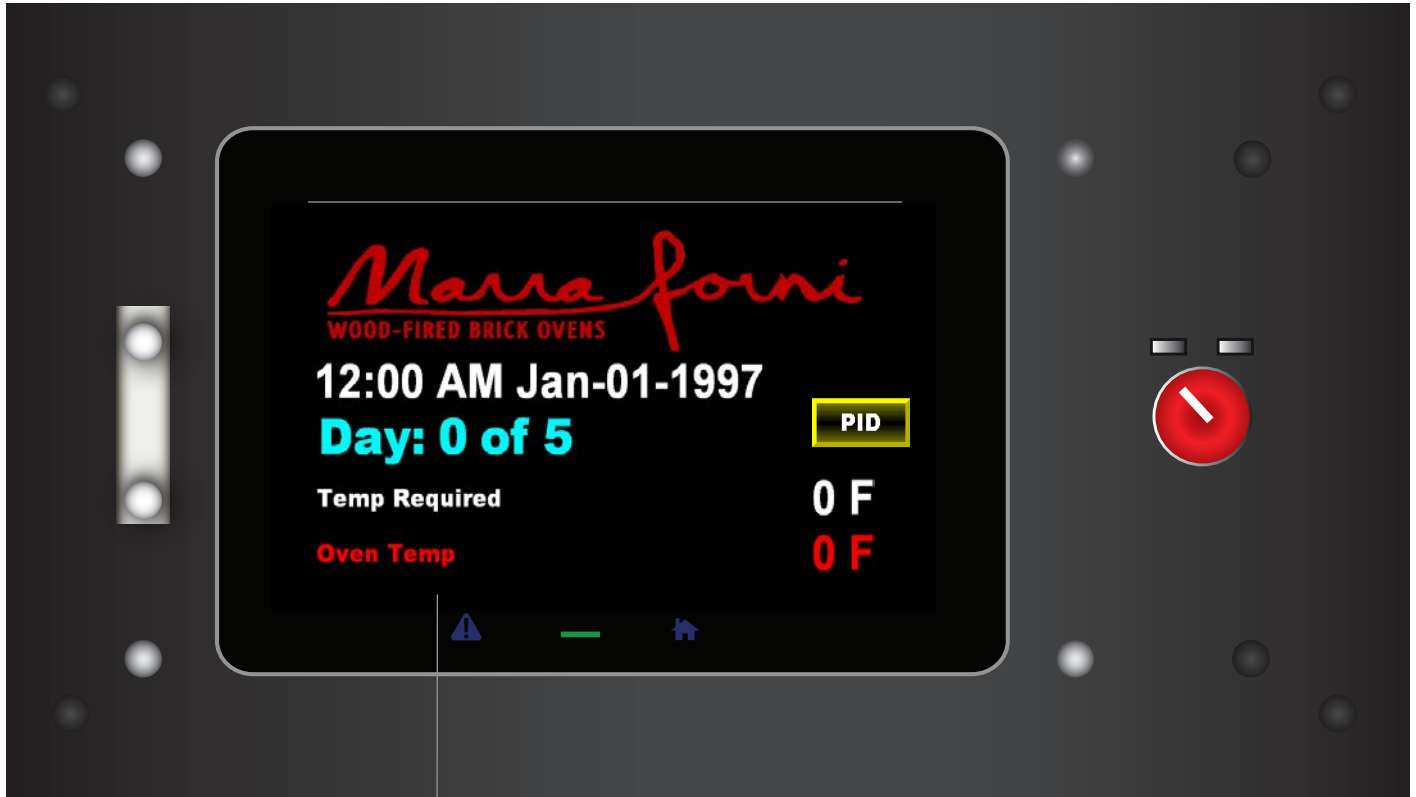 Marra Forni
WOOD-FIRED BRICK OVENS
12:00 AM Jan-01-1997
Day: 0 of 5
PID
Temp Required 0 F
Oven Temp 0 F